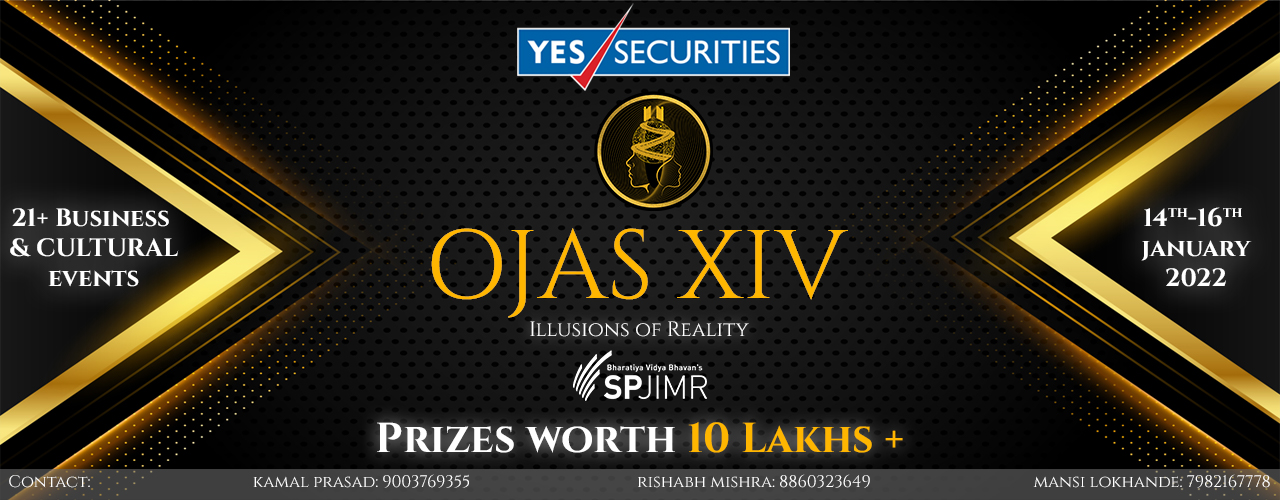 YES SECURITIES
21+ BUSINESS
& CULTURAL
EVENTS
OJAS XIV
ILLUSIONS OF REALITY
Bharatiya Vidya Bhavan's
SPJIMR
PRIZES WORTH 10 LAKHS +
14TH-16TH
JANUARY
2022
CONTACT: KAMAL PRASAD: 9003769355 RISHABH MISHRA: 8860323649 MANSI LOKHANDE: 7982167778